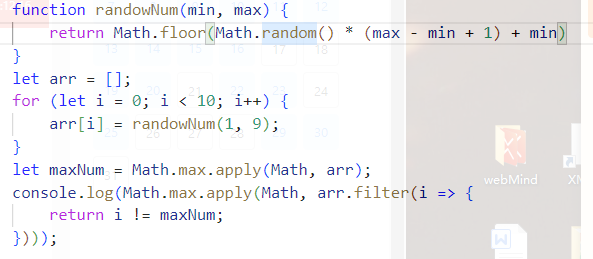 function randowNum(min, max) {
    return Math.floor(Math.random() * (max - min + 1) + min)
}
let arr = [];
for (let i = 0; i < 10; i++) {
    arr[i] = randowNum(1, 9);
}
let maxNum = Math.max.apply(Math, arr);
console.log(Math.max.apply(Math, arr.filter(i => {
    return i != maxNum;
})));
webMind